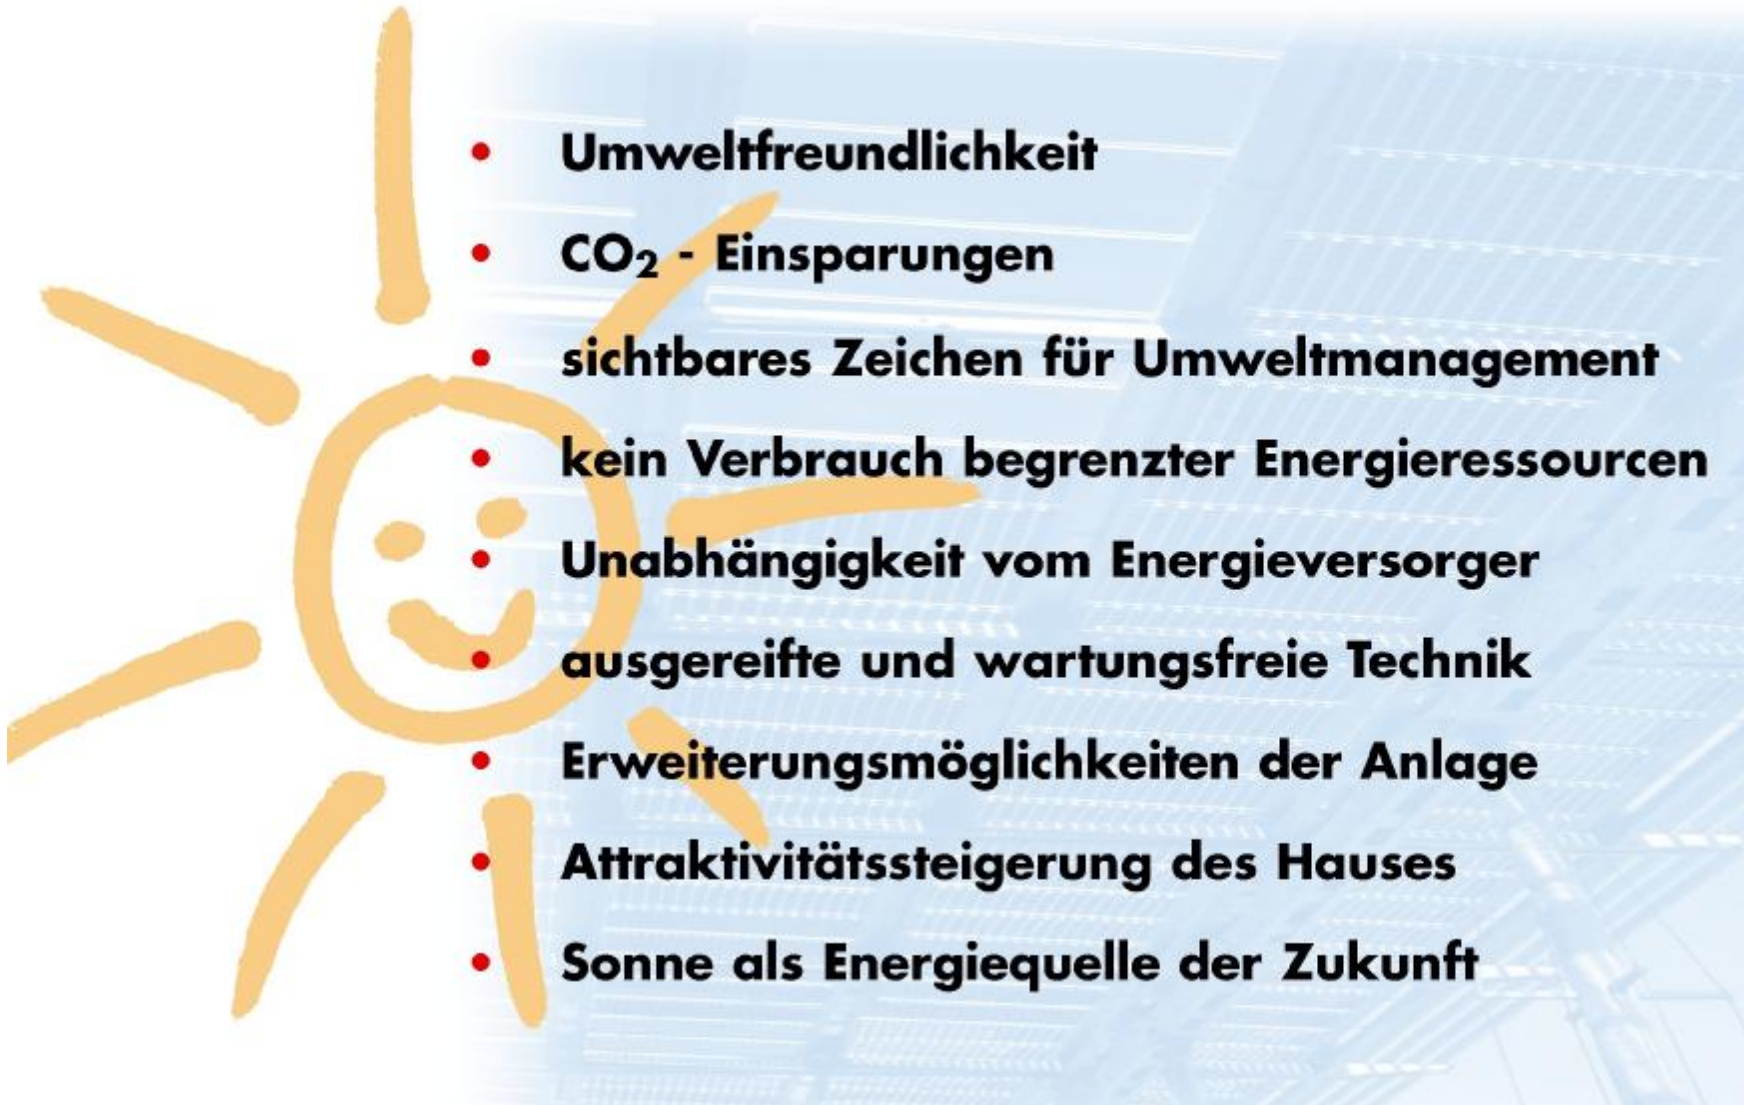 • Umweltfreundlichkeit
• CO₂ - Einsparungen
• sichtbares Zeichen für Umweltmanagement
• kein Verbrauch begrenzter Energieressourcen
• Unabhängigkeit vom Energieversorger
• ausgereifte und wartungsfreie Technik
• Erweiterungsmöglichkeiten der Anlage
• Attraktivitätssteigerung des Hauses
• Sonne als Energiequelle der Zukunft